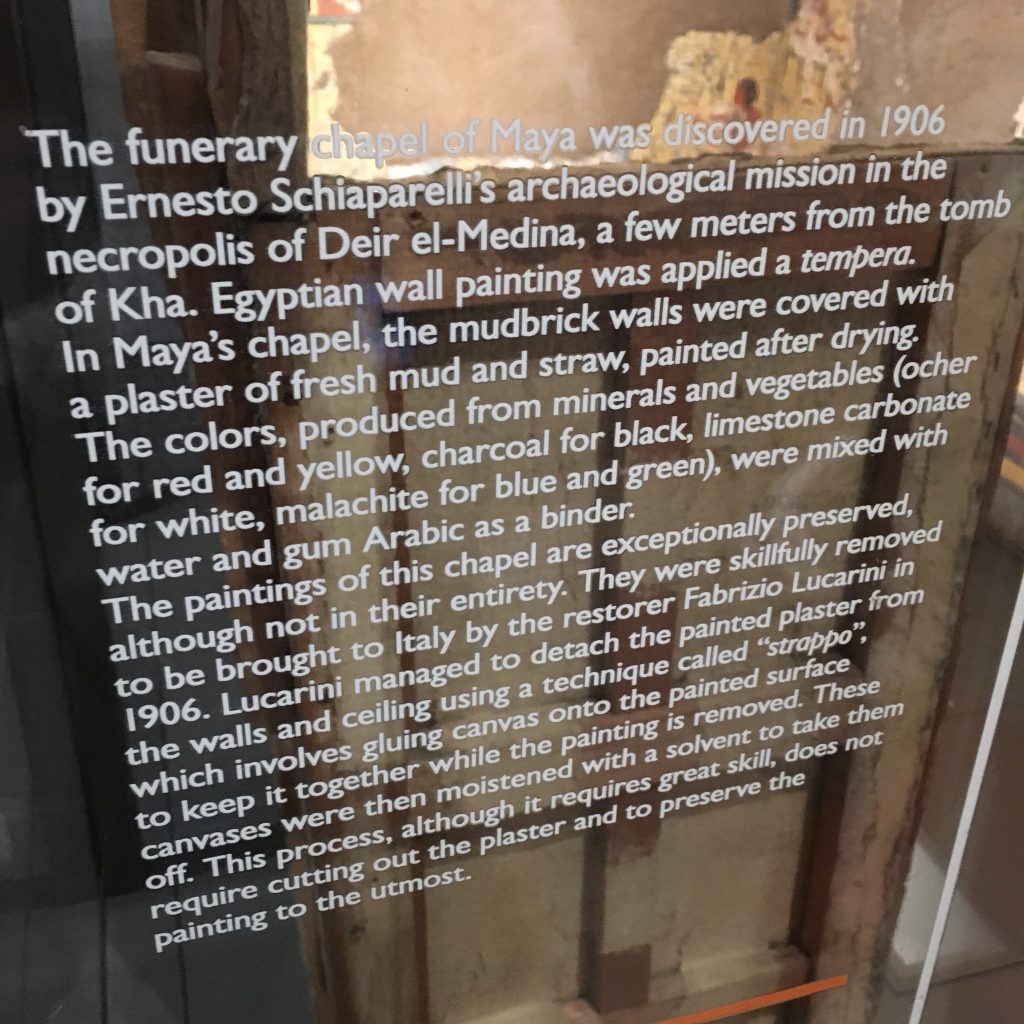 The funerary chapel of Maya was discovered in 1906
by Ernesto Schiaparelli's archaeological mission in the
necropolis of Deir el-Medina, a few meters from the tomb
of Kha. Egyptian wall painting was applied a tempera.
In Maya's chapel, the mudbrick walls were covered with
a plaster of fresh mud and straw, painted after drying.
The colors, produced from minerals and vegetables (ocher
for red and yellow, charcoal for black, limestone carbonate
for white, malachite for blue and green), were mixed with
water and gum Arabic as a binder.
The paintings of this chapel are exceptionally preserved,
although not in their entirety. They were skillfully removed
to be brought to Italy by the restorer Fabrizio Lucarini in
1906. Lucarini managed to detach the painted plaster from
the walls and ceiling using a technique called “strappo”,
which involves gluing canvas onto the painted surface
to keep it together while the painting is removed. These
canvases were then moistened with a solvent to take them
off. This process, although it requires great skill, does not
require cutting out the plaster and to preserve the
painting to the utmost.